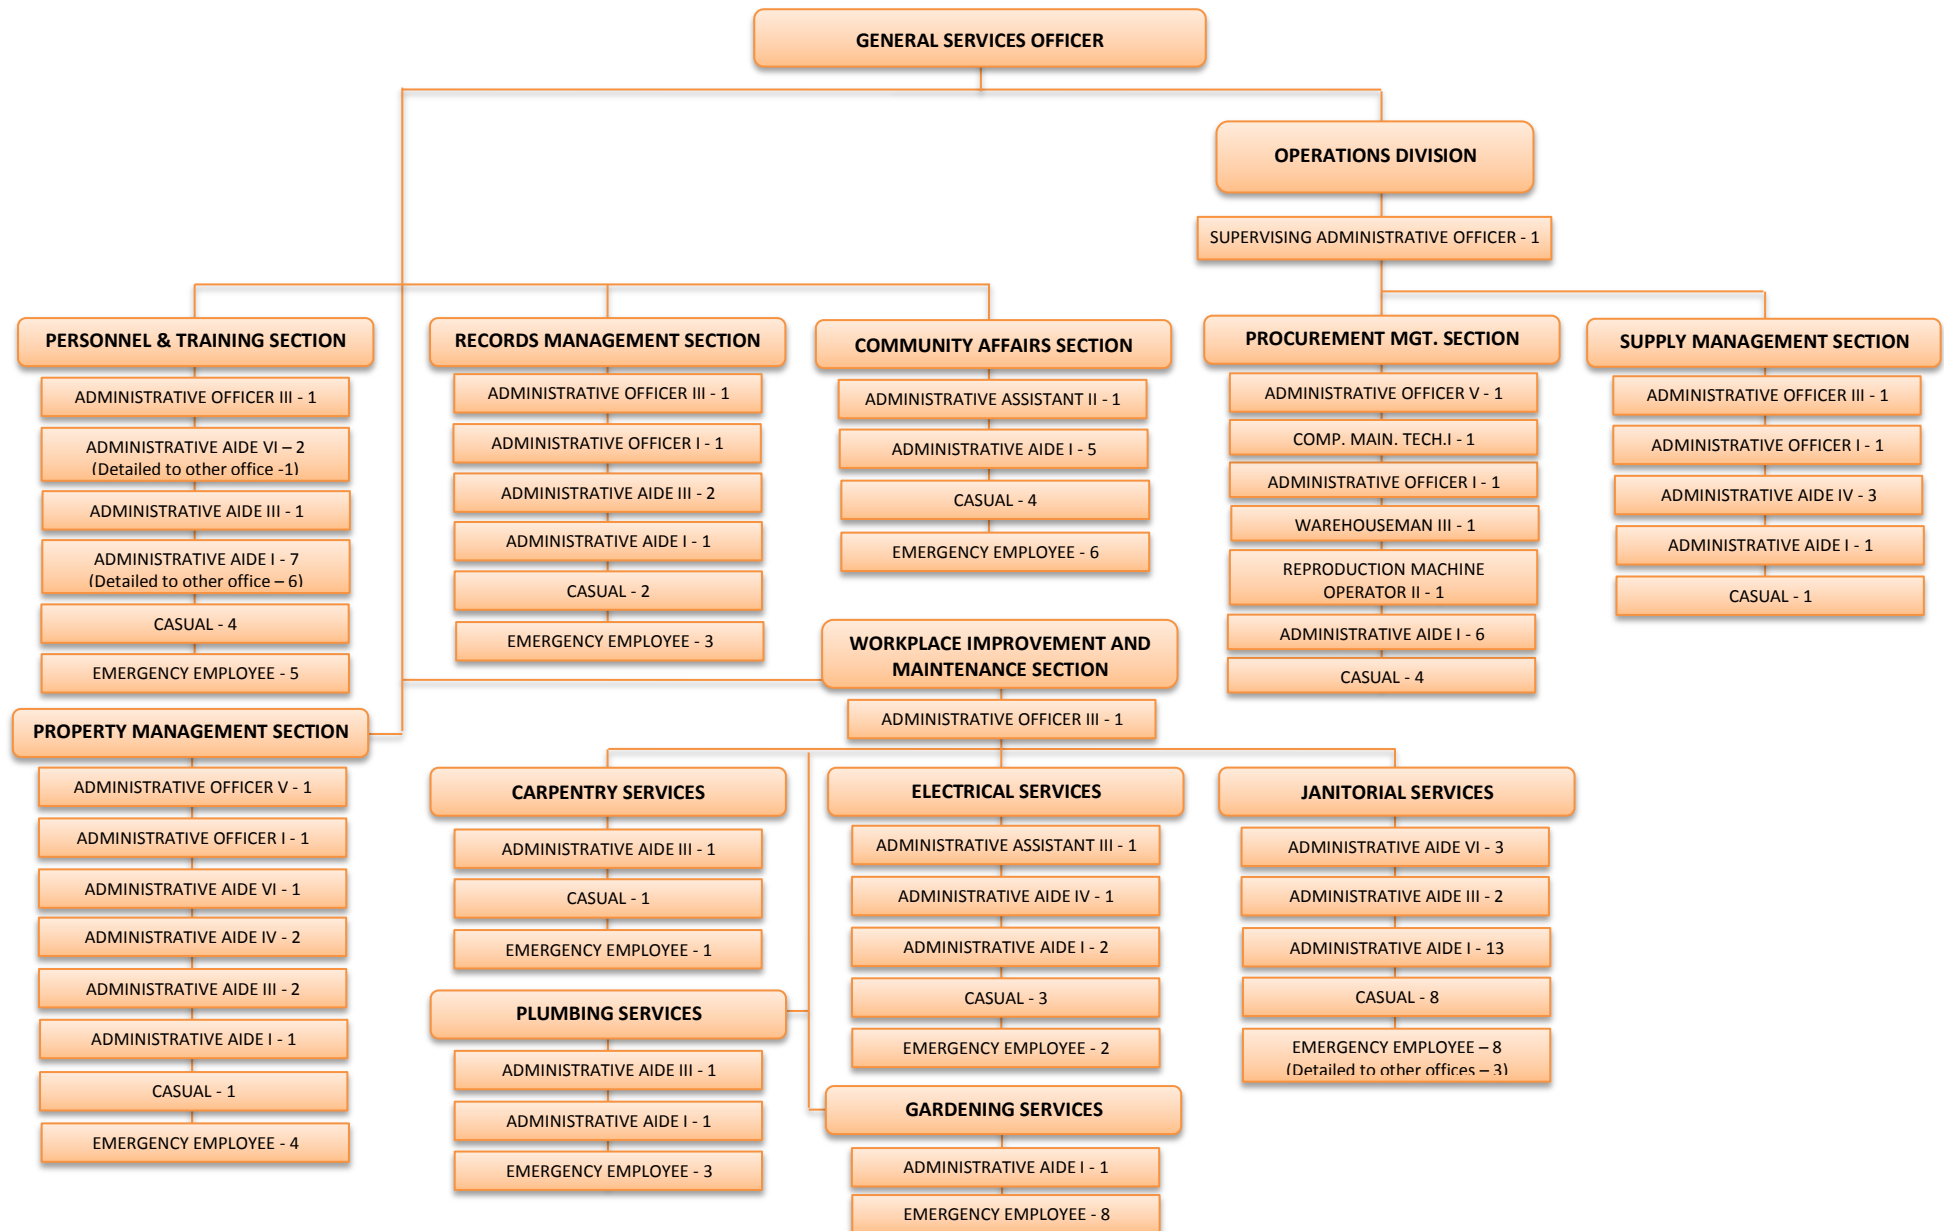 GENERAL SERVICES OFFICER
OPERATIONS DIVISION
SUPERVISING ADMINISTRATIVE OFFICER - 1
PERSONNEL & TRAINING SECTION
ADMINISTRATIVE OFFICER III - 1
ADMINISTRATIVE AIDE VI – 2
(Detailed to other office -1)
ADMINISTRATIVE AIDE III - 1
ADMINISTRATIVE AIDE I - 7
(Detailed to other office – 6)
CASUAL - 4
EMERGENCY EMPLOYEE - 5
RECORDS MANAGEMENT SECTION
ADMINISTRATIVE OFFICER III - 1
ADMINISTRATIVE OFFICER I - 1
ADMINISTRATIVE AIDE III - 2
ADMINISTRATIVE AIDE I - 1
CASUAL - 2
EMERGENCY EMPLOYEE - 3
COMMUNITY AFFAIRS SECTION
ADMINISTRATIVE ASSISTANT II - 1
ADMINISTRATIVE AIDE I - 5
CASUAL - 4
EMERGENCY EMPLOYEE - 6
PROCUREMENT MGT. SECTION
ADMINISTRATIVE OFFICER V - 1
COMP. MAIN. TECH.I - 1
ADMINISTRATIVE OFFICER I - 1
WAREHOUSEMAN III - 1
REPRODUCTION MACHINE
OPERATOR II - 1
ADMINISTRATIVE AIDE I - 6
CASUAL - 4
SUPPLY MANAGEMENT SECTION
ADMINISTRATIVE OFFICER III - 1
ADMINISTRATIVE OFFICER I - 1
ADMINISTRATIVE AIDE IV - 3
ADMINISTRATIVE AIDE I - 1
CASUAL - 1
PROPERTY MANAGEMENT SECTION
ADMINISTRATIVE OFFICER V - 1
ADMINISTRATIVE OFFICER I - 1
ADMINISTRATIVE AIDE VI - 1
ADMINISTRATIVE AIDE IV - 2
ADMINISTRATIVE AIDE III - 2
ADMINISTRATIVE AIDE I - 1
CASUAL - 1
EMERGENCY EMPLOYEE - 4
WORKPLACE IMPROVEMENT AND
MAINTENANCE SECTION
ADMINISTRATIVE OFFICER III - 1
CARPENTRY SERVICES
ADMINISTRATIVE AIDE III - 1
CASUAL - 1
EMERGENCY EMPLOYEE - 1
PLUMBING SERVICES
ADMINISTRATIVE AIDE III - 1
ADMINISTRATIVE AIDE I - 1
EMERGENCY EMPLOYEE - 3
ELECTRICAL SERVICES
ADMINISTRATIVE ASSISTANT III - 1
ADMINISTRATIVE AIDE IV - 1
ADMINISTRATIVE AIDE I - 2
CASUAL - 3
EMERGENCY EMPLOYEE - 2
GARDENING SERVICES
ADMINISTRATIVE AIDE I - 1
EMERGENCY EMPLOYEE - 8
JANITORIAL SERVICES
ADMINISTRATIVE AIDE VI - 3
ADMINISTRATIVE AIDE III - 2
ADMINISTRATIVE AIDE I - 13
CASUAL - 8
EMERGENCY EMPLOYEE – 8
(Detailed to other offices – 3)